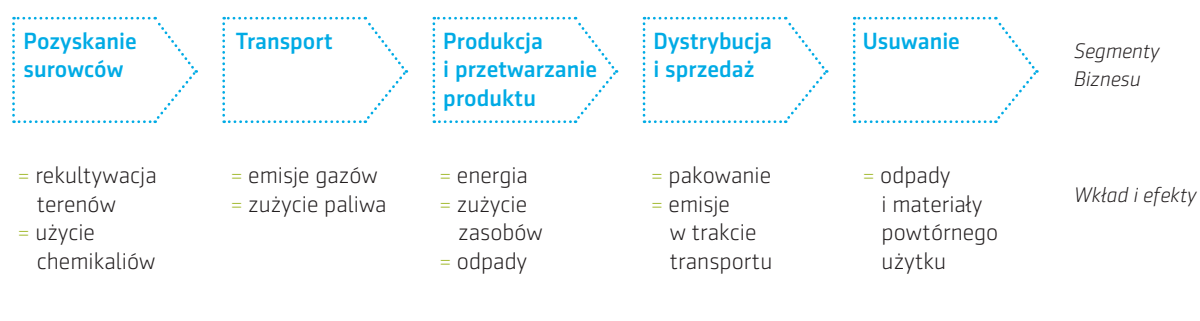 Pozyskanie
surowców
Transport
Produkcja
i przetwarzanie
produktu
Dystrybucja
i sprzedaż
Usuwanie
Segmenty
Biznesu
= rekultywacja
terenów
= użycie
chemikaliów
= emisje gazów
= zużycie paliwa
= energia
= zużycie
zasobów
= odpady
= pakowanie
= emisje
w trakcie
transportu
= odpady
i materiały
powtórnego
użytku
Wkład i efekty